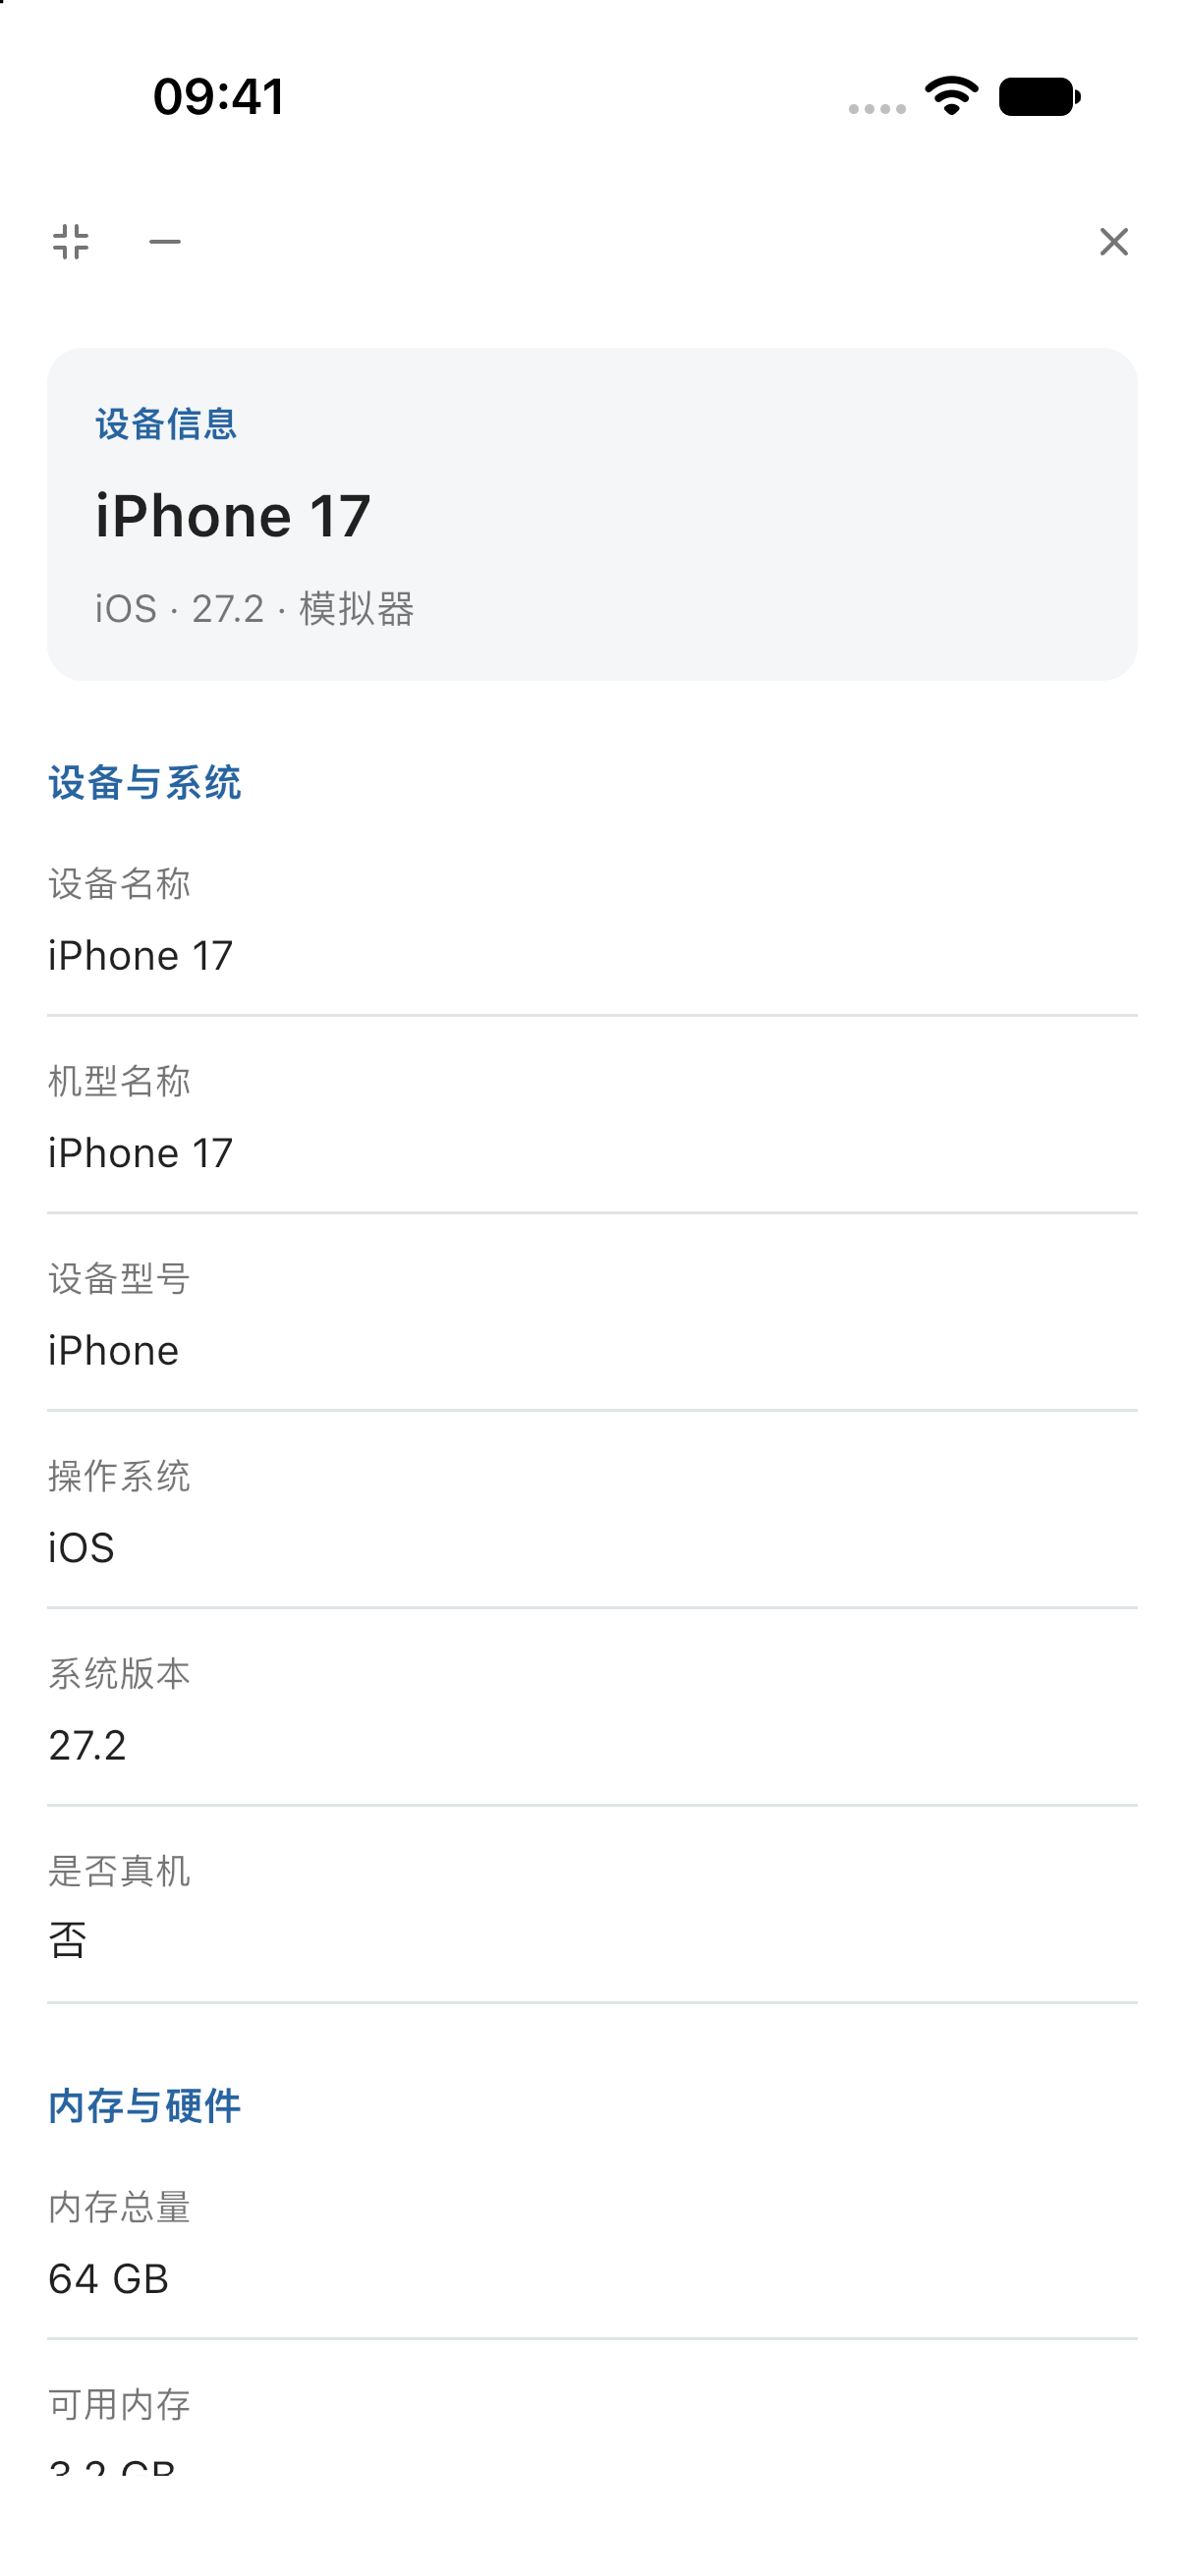 09:41
设备信息
iPhone 17
iOS · 27.2 · 模拟器
设备与系统
设备名称
iPhone 17
机型名称
iPhone 17
设备型号
iPhone
操作系统
iOS
系统版本
27.2
是否真机
否
内存与硬件
内存总量
64 GB
可用内存